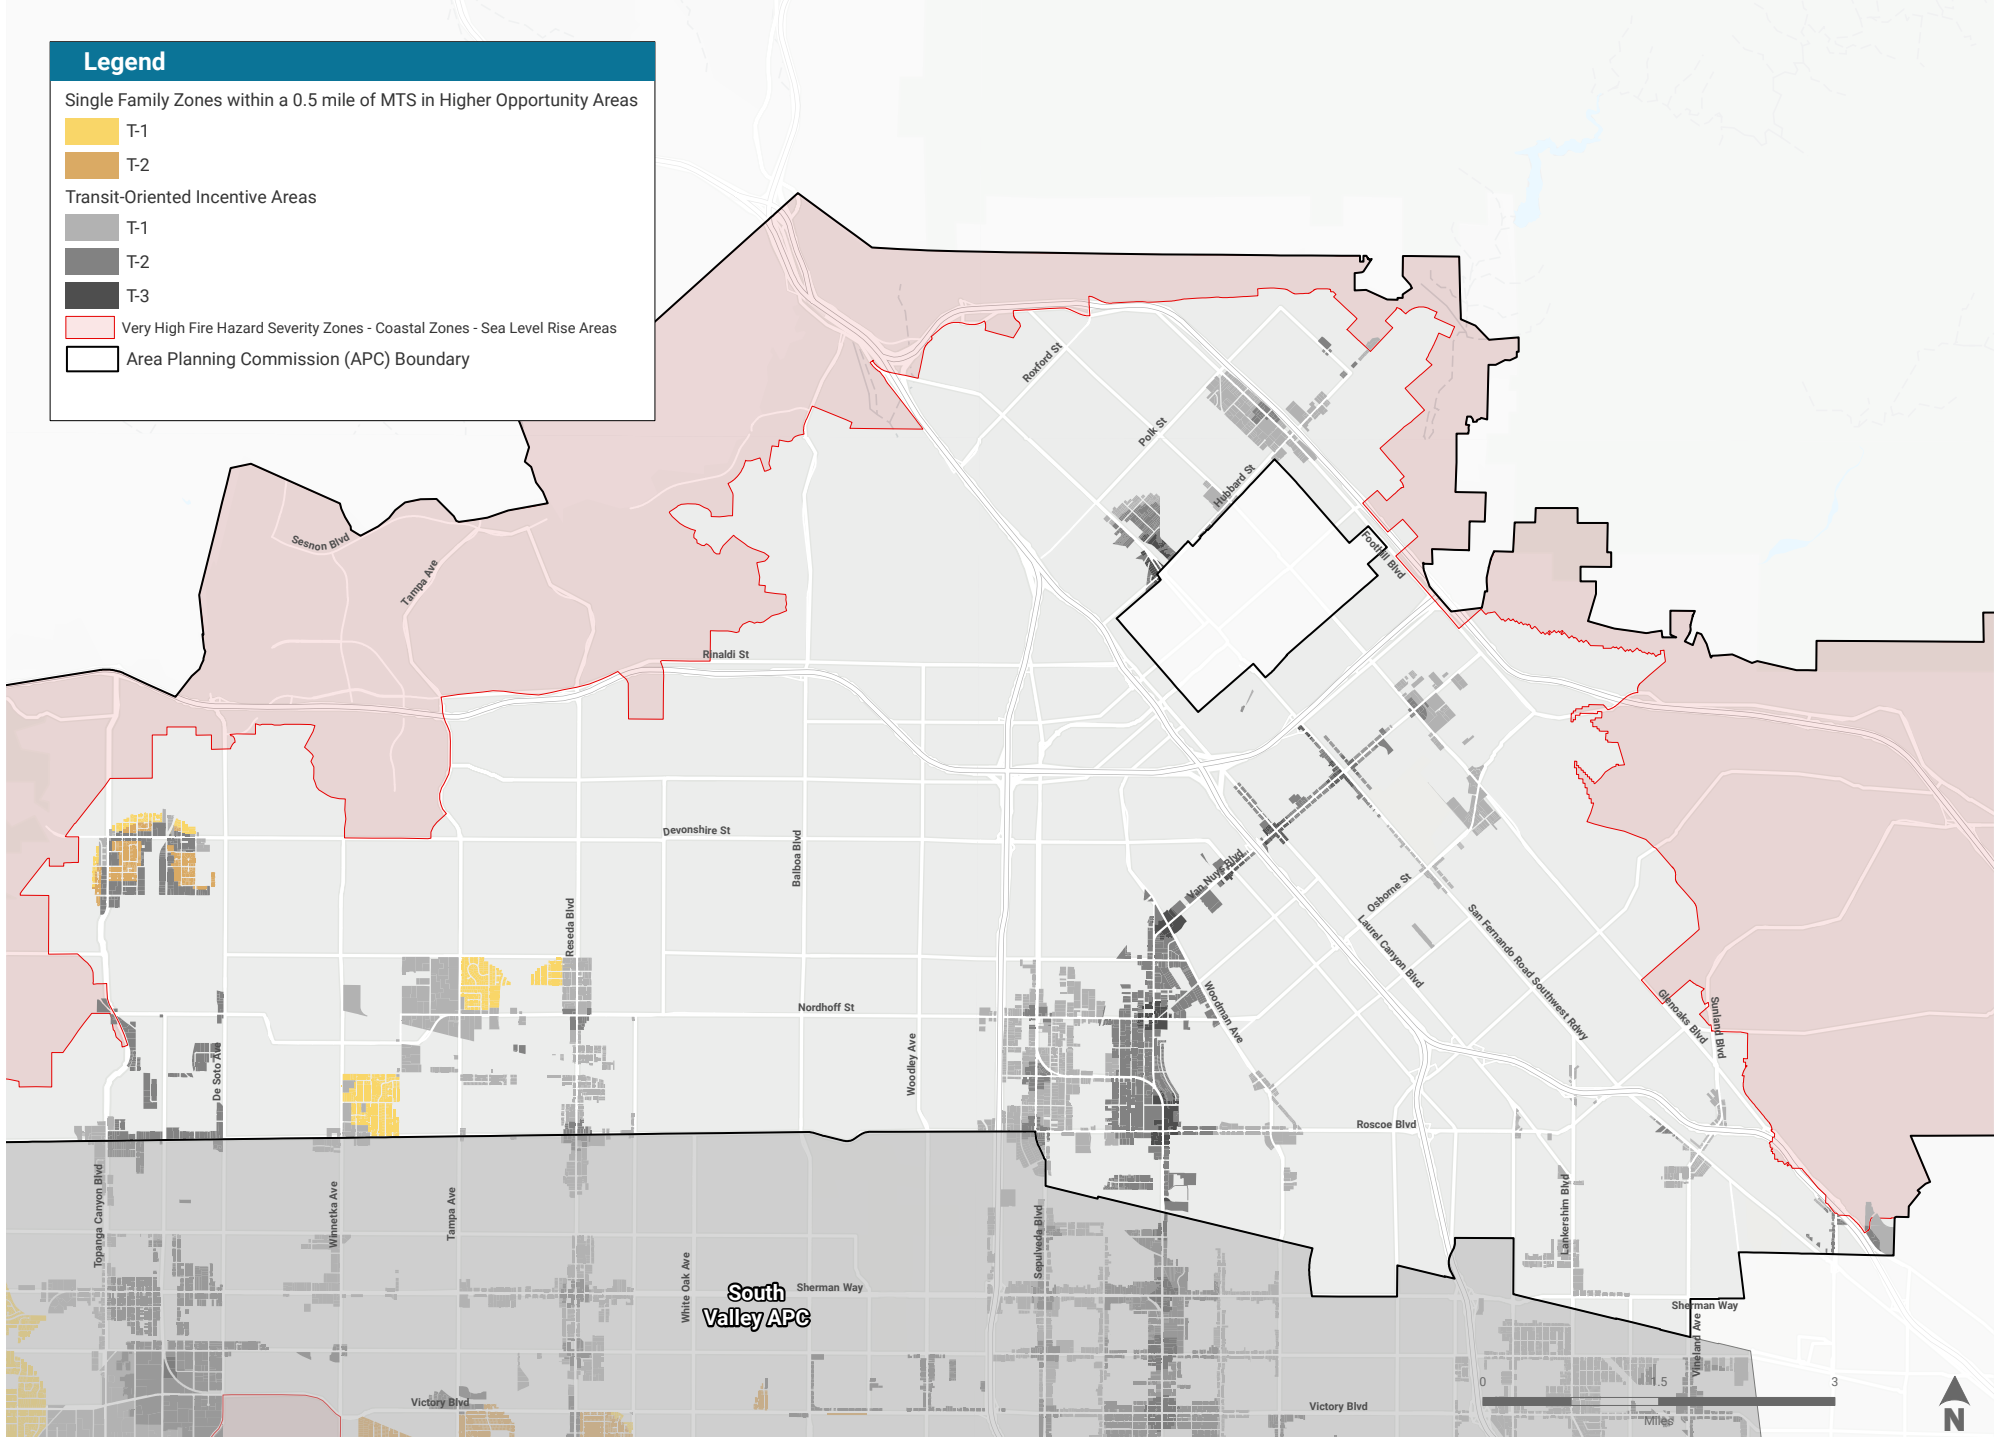 Legend
Single Family Zones within a 0.5 mile of MTS in Higher Opportunity Areas
T-1
T-2
Transit-Oriented Incentive Areas
T-1
T-2
T-3
Very High Fire Hazard Severity Zones - Coastal Zones - Sea Level Rise Areas
Area Planning Commission (APC) Boundary
Roxford St
Polk St
Hubbard St
Sesnon Blvd
Tampa Ave
Foothill Blvd
Rinaldi St
Devonshire St
Balboa Blvd
Van Nuys Blvd
Osborne St
Reseda Blvd
Laurel Canyon Blvd
San Fernando Road Southwest Rdwy
Nordhoff St
Woodman Ave
Glenoaks Blvd
Sunland Blvd
De Soto Ave
Woodley Ave
Roscoe Blvd
Topanga Canyon Blvd
Winnetka Ave
Tampa Ave
White Oak Ave
Sepulveda Blvd
Lankershim Blvd
South
Valley APC
Sherman Way
Sherman Way
Vineland Ave
Victory Blvd
Victory Blvd
0 1.5 3
Miles
N